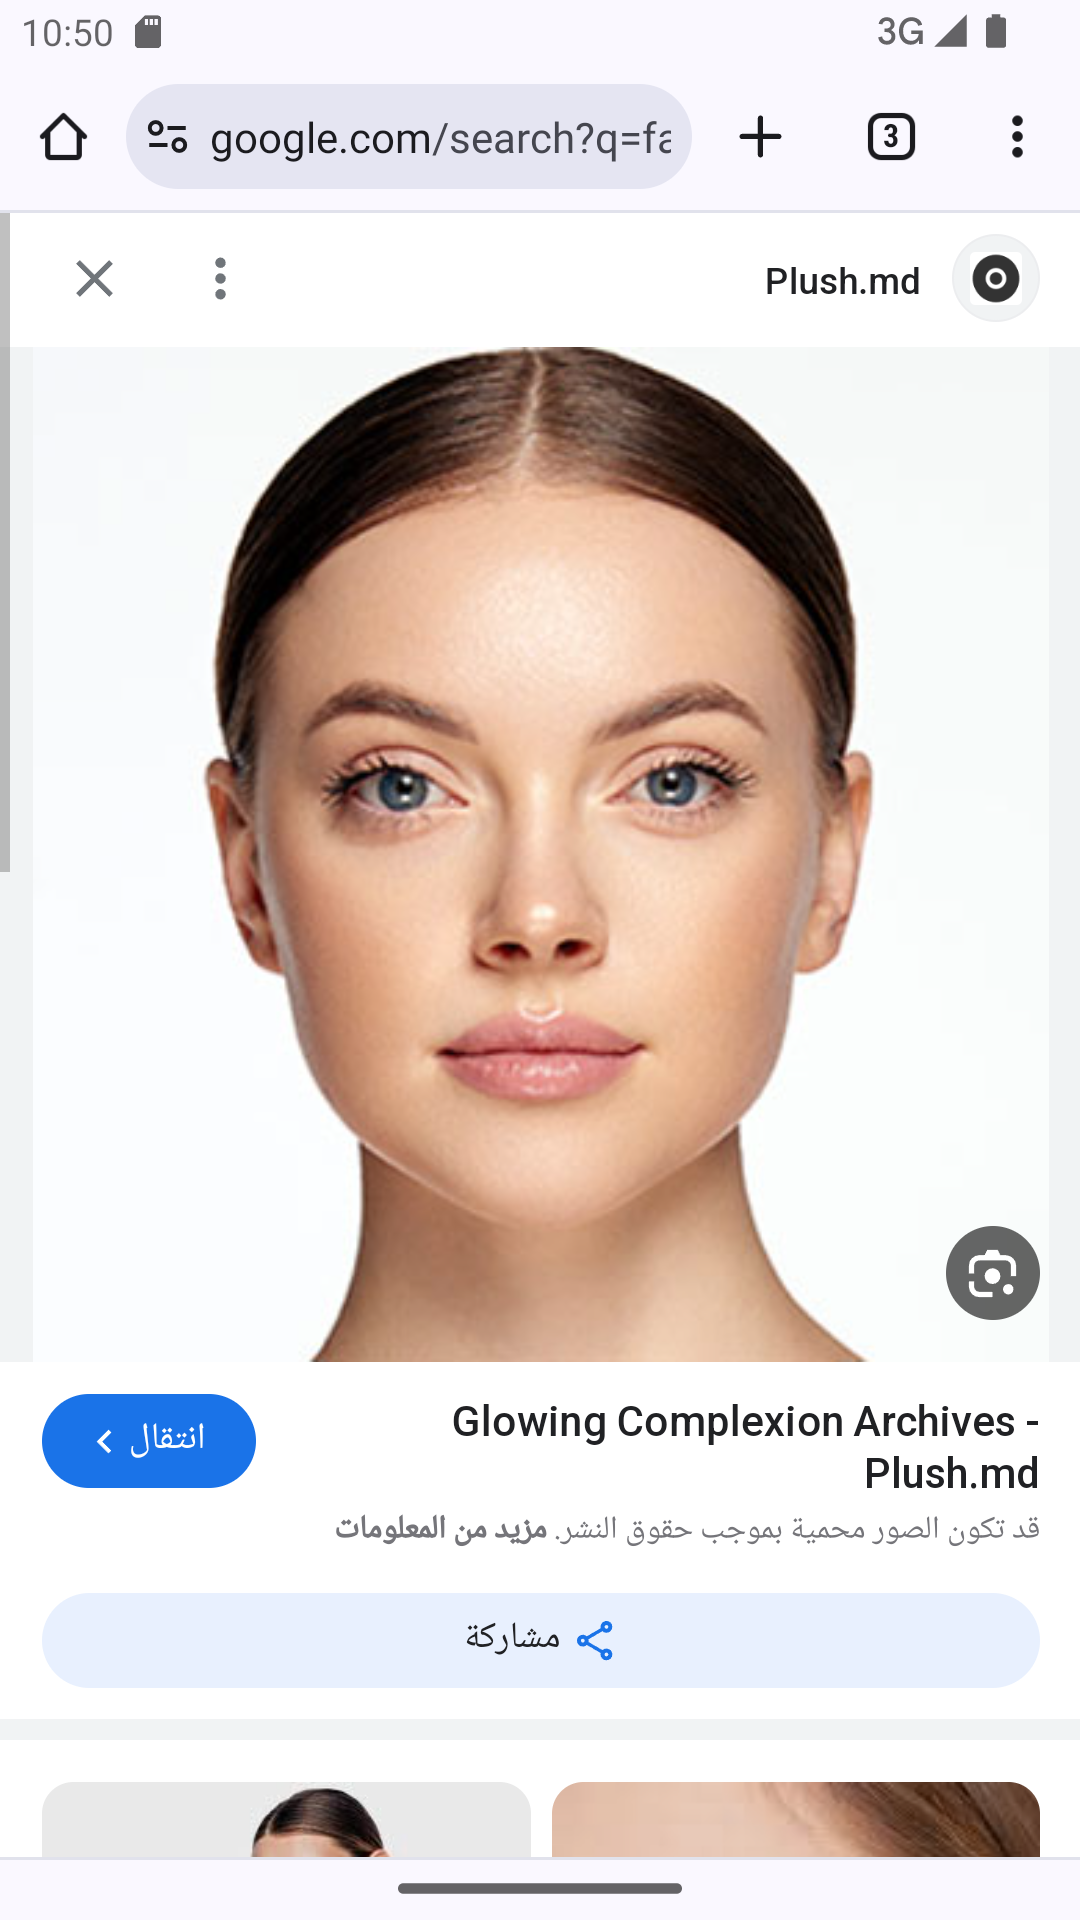 10:50
3G
google.com/search?q=fa
3
Plush.md
Glowing Complexion Archives -
Plush.md
انتقال
قد تكون الصور محمية بموجب حقوق النشر. مزيد من المعلومات
مشاركة